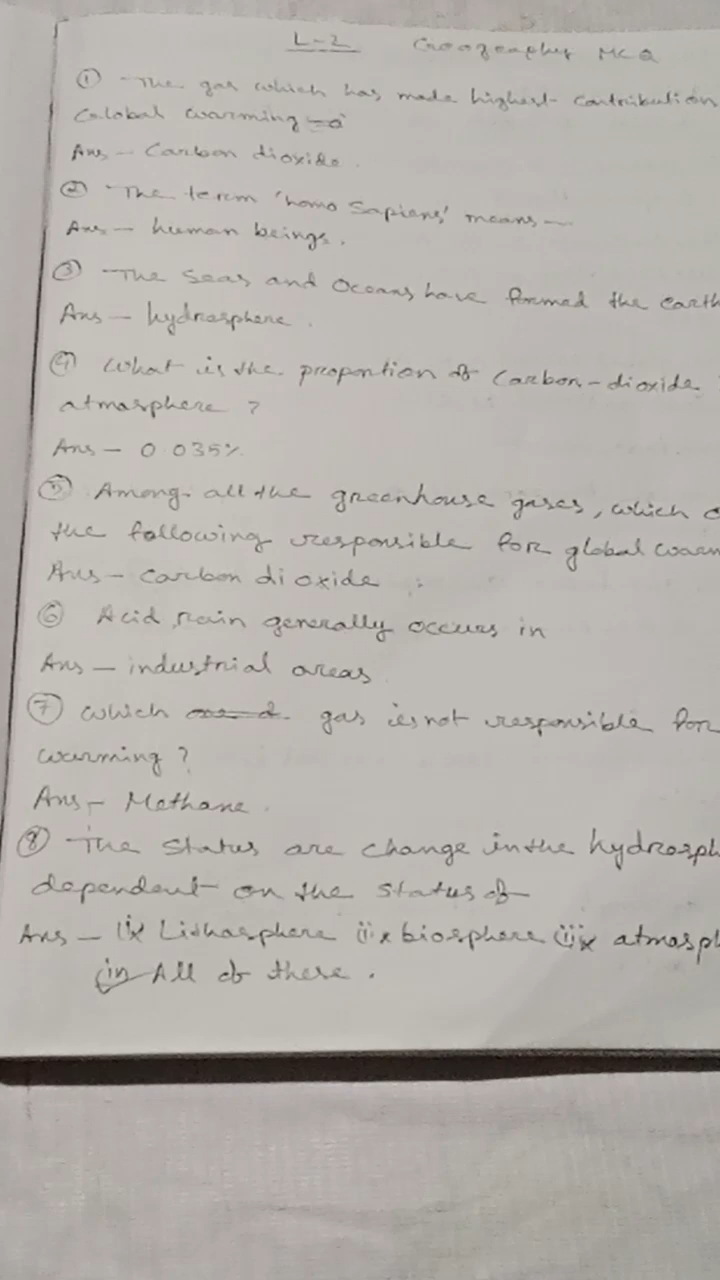 L-2 Geography MCQ
① The gas which has made highest contribution
Golobal warming is
Ans - Carbon dioxide.
② The term 'homo Sapiens' means —
Ans - human beings.
③ The Seas and Oceans have formed the earth
Ans - hydrosphere.
④ What is the proportion of Carbon-dioxide
atmosphere ?
Ans - 0.035%
⑤ Among all the greenhouse gases, which
the following responsible for global warm
Ans - Carbon dioxide
⑥ Acid rain generally occurs in
Ans - industrial areas
⑦ Which gas is not responsible for
warming ?
Ans - Methane.
⑧ The Status are change in the hydrosph
dependent on the status of
Ans - i) Lithosphere ii) biosphere iii) atmosph
iv) All of these.